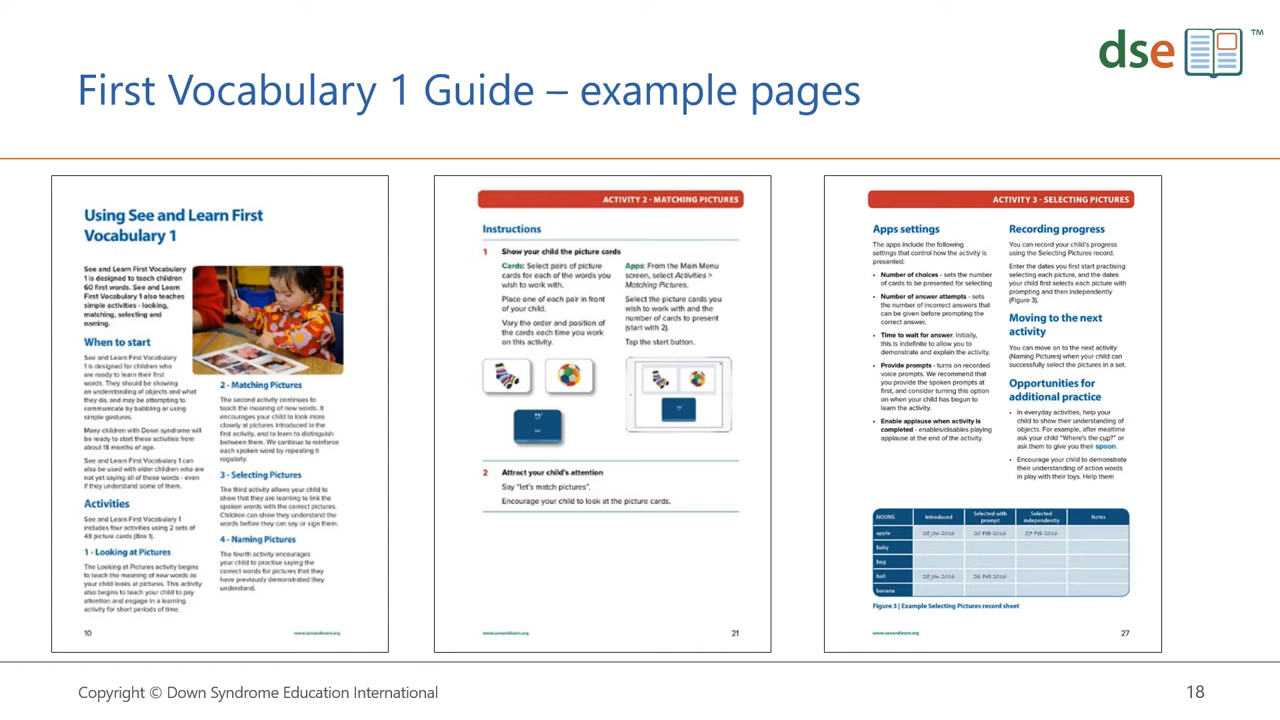 First Vocabulary 1 Guide – example pages
dse
TM
Using See and Learn First
Vocabulary 1
See and Learn First Vocabulary
1 is designed to teach children
60 first words. See and Learn
First Vocabulary 1 also teaches
simple activities - looking,
matching, selecting and
naming.
When to start
See and Learn First Vocabulary
1 is designed for children who
are ready to learn their first
words. They should be showing
an understanding of objects and what
they do, and may be attempting to
communicate by babbling or using
simple gestures.
Many children with Down syndrome will
be ready to start these activities from
about 18 months of age.
See and Learn First Vocabulary 1 can
also be used with older children who are
not yet saying all of these words - even
if they understand some of them.
Activities
See and Learn First Vocabulary 1
includes four activities using 2 sets of
48 picture cards (Box 1).
1 - Looking at Pictures
The Looking at Pictures activity begins
to teach the meaning of new words as
your child looks at pictures. This activity
also begins to teach your child to pay
attention and engage in a learning
activity for short periods of time.
2 - Matching Pictures
The second activity continues to
teach the meaning of new words. It
encourages your child to look more
closely at pictures introduced in the
first activity, and to learn to distinguish
between them. We continue to reinforce
each spoken word by repeating it
regularly.
3 - Selecting Pictures
The third activity allows your child to
show that they are learning to link the
spoken words with the correct pictures.
Children can show they understand the
words before they can say or sign them.
4 - Naming Pictures
The fourth activity encourages
your child to practise saying the
correct words for pictures that they
have previously demonstrated they
understand.
10
www.seeandlearn.org
ACTIVITY 2 - MATCHING PICTURES
Instructions
1 Show your child the picture cards
Cards: Select pairs of picture
cards for each of the words you
wish to work with.
Place one of each pair in front
of your child.
Vary the order and position of
the cards each time you work
on this activity.
Apps: From the Main Menu
screen, select Activities >
Matching Pictures.
Select the picture cards you
wish to work with and the
number of cards to present
(start with 2).
Tap the start button.
2 Attract your child's attention
Say "let's match pictures".
Encourage your child to look at the picture cards.
www.seeandlearn.org
21
ACTIVITY 3 - SELECTING PICTURES
Apps settings
The apps include the following
settings that control how the activity is
presented:
• Number of choices - sets the number
of cards to be presented for selecting
• Number of answer attempts - sets
the number of incorrect answers that
can be given before prompting the
correct answer.
• Time to wait for answer. Initially,
this is indefinite to allow you to
demonstrate and explain the activity.
• Provide prompts - turns on recorded
voice prompts. We recommend that
you provide the spoken prompts at
first, and consider turning this option
on when your child has begun to
learn the activity.
• Enable applause when activity is
completed - enables/disables playing
applause at the end of the activity.
Recording progress
You can record your child's progress
using the Selecting Pictures record.
Enter the dates you first start practising
selecting each picture, and the dates
your child first selects each picture with
prompting and then independently
(Figure 3).
Moving to the next
activity
You can move on to the next activity
(Naming Pictures) when your child can
successfully select the pictures in a set.
Opportunities for
additional practice
• In everyday activities, help your
child to show their understanding of
objects. For example, after mealtime
ask your child "Where's the cup?" or
ask them to give you their spoon.
• Encourage your child to demonstrate
their understanding of action words
in play with their toys. Help them
NOUNS Introduced Selected with prompt Selected independently Notes
apple 28 Jan 2016 20 Feb 2016 27 Feb 2016
baby
bag
ball 28 Jan 2016 26 Feb 2016
banana
Figure 3 | Example Selecting Pictures record sheet
www.seeandlearn.org
27
Copyright © Down Syndrome Education International
18